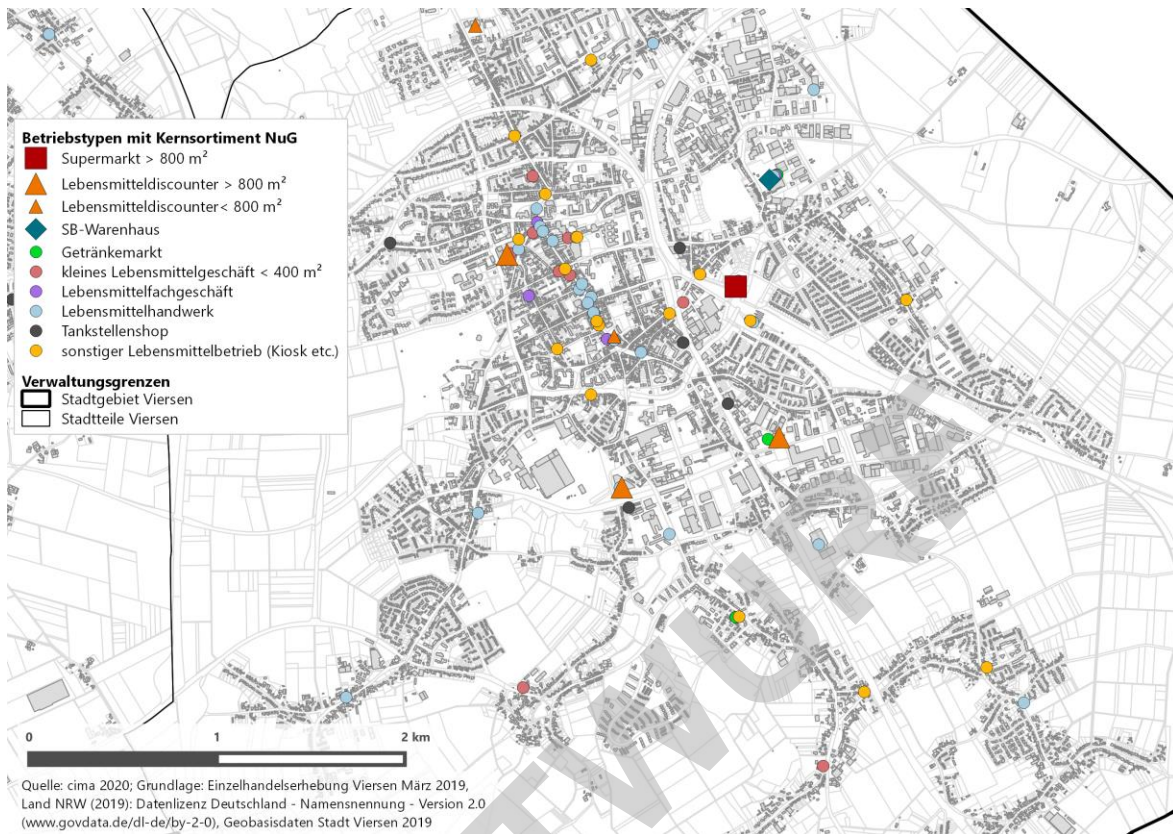 Betriebstypen mit Kernsortiment NuG
Supermarkt > 800 m²
Lebensmitteldiscounter > 800 m²
Lebensmitteldiscounter< 800 m²
SB-Warenhaus
Getränkemarkt
kleines Lebensmittelgeschäft < 400 m²
Lebensmittelfachgeschäft
Lebensmittelhandwerk
Tankstellenshop
sonstiger Lebensmittelbetrieb (Kiosk etc.)
Verwaltungsgrenzen
Stadtgebiet Viersen
Stadtteile Viersen
0 1 2 km
Quelle: cima 2020; Grundlage: Einzelhandelserhebung Viersen März 2019,
Land NRW (2019): Datenlizenz Deutschland - Namensnennung - Version 2.0
(www.govdata.de/dl-de/by-2-0), Geobasisdaten Stadt Viersen 2019